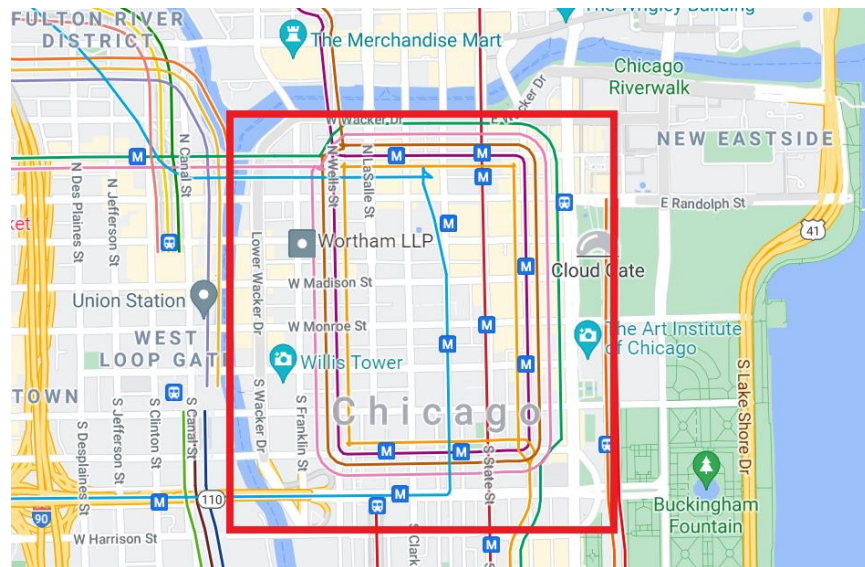 FULTON RIVER
DISTRICT
The Merchandise Mart
The Wrigley Building
Chicago
Riverwalk
NEW EASTSIDE
W Wacker Dr
E Wacker Dr
N Canal St
N Wells St
N LaSalle St
N Des Plaines St
N Jefferson St
M
M
M
M
E Randolph St
41
ket
Wortham LLP
M
Cloud Gate
M
Lower Wacker Dr
W Madison St
Union Station
W Monroe St
M
WEST
LOOP GATE
The Art Institute
of Chicago
M
Willis Tower
M
S Lake Shore Dr
TOWN
S Wacker Dr
S Franklin St
Chicago
S Desplaines St
S Jefferson St
S Clinton St
S Canal St
M
M
S State St
Buckingham
Fountain
110
M
M
90
W Harrison St
S Clark
M
S